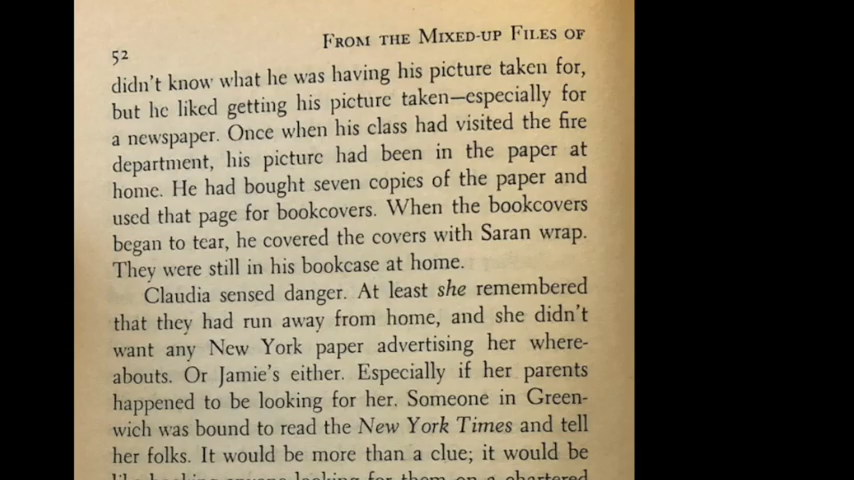 52
FROM THE MIXED-UP FILES OF
didn't know what he was having his picture taken for,
but he liked getting his picture taken—especially for
a newspaper. Once when his class had visited the fire
department, his picture had been in the paper at
home. He had bought seven copies of the paper and
used that page for bookcovers. When the bookcovers
began to tear, he covered the covers with Saran wrap.
They were still in his bookcase at home.
Claudia sensed danger. At least she remembered
that they had run away from home, and she didn't
want any New York paper advertising her where-
abouts. Or Jamie's either. Especially if her parents
happened to be looking for her. Someone in Green-
wich was bound to read the New York Times and tell
her folks. It would be more than a clue; it would be
looking for them on a chartered